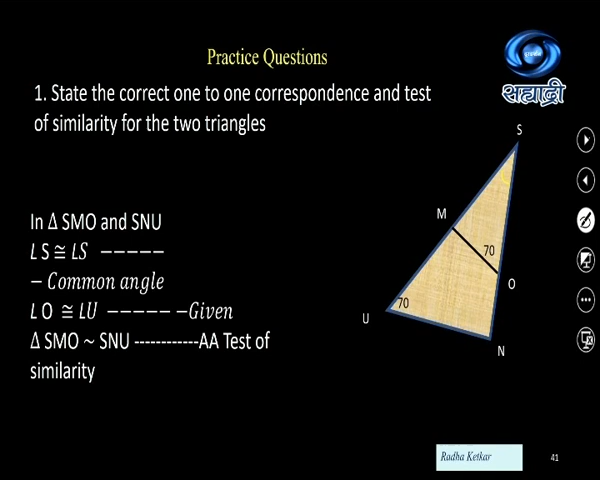 Practice Questions
सह्याद्री
1. State the correct one to one correspondence and test
of similarity for the two triangles
S
M
70
O
70
U
N
In Δ SMO and SNU
∠ S ≅ ∠S −−−−−
− Common angle
∠ O ≅ ∠U −−−−− −Given
Δ SMO ~ SNU ------------AA Test of
similarity
Radha Ketkar
41